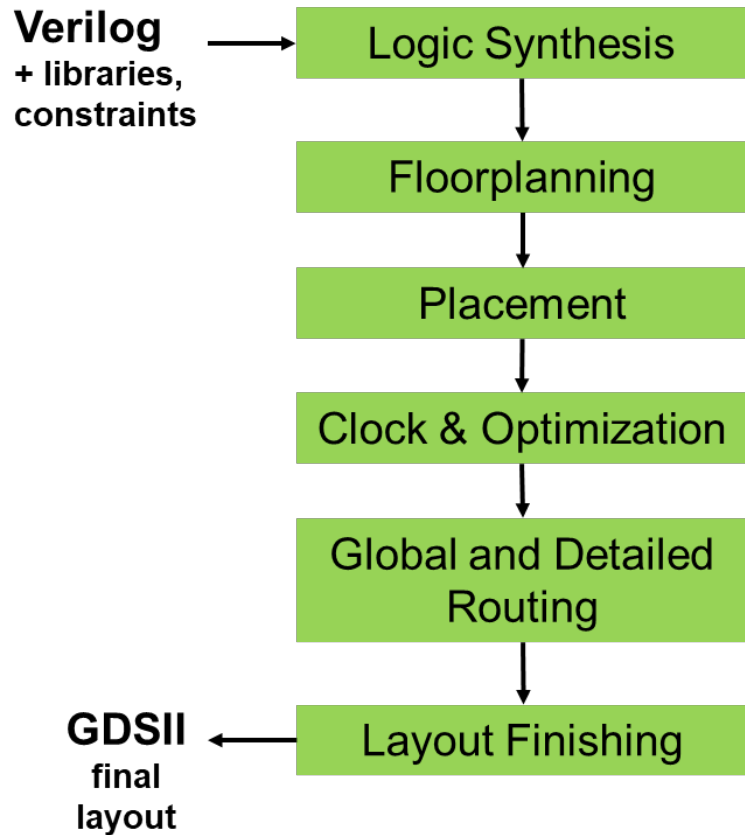 Verilog
+ libraries,
constraints
Logic Synthesis
Floorplanning
Placement
Clock & Optimization
Global and Detailed
Routing
Layout Finishing
GDSII
final
layout